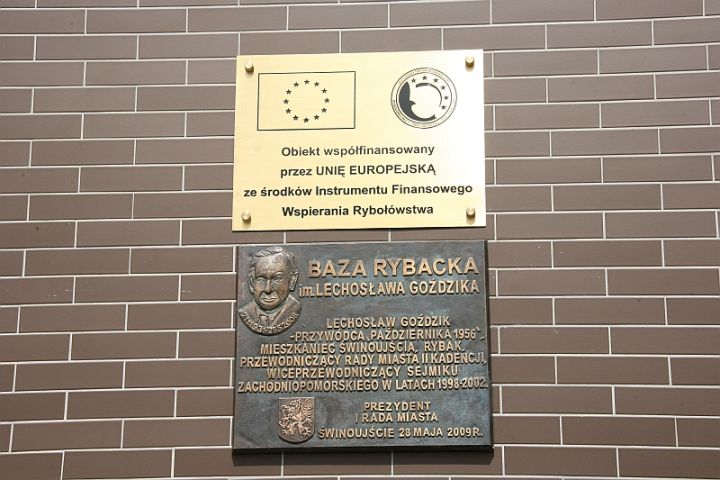 Obiekt współfinansowany
przez UNIĘ EUROPEJSKĄ
ze środków Instrumentu Finansowego
Wspierania Rybołówstwa
BAZA RYBACKA
im. LECHOSŁAWA GOŹDZIKA
LECHOSŁAW GOŹDZIK
-PRZYWÓDCA „PAŹDZIERNIKA 1956",
MIESZKANIEC ŚWINOUJŚCIA, RYBAK,
PRZEWODNICZĄCY RADY MIASTA II KADENCJI,
WICEPRZEWODNICZĄCY SEJMIKU
ZACHODNIOPOMORSKIEGO W LATACH 1998-2002.
PREZYDENT
I RADA MIASTA
ŚWINOUJŚCIE 28 MAJA 2009 R.